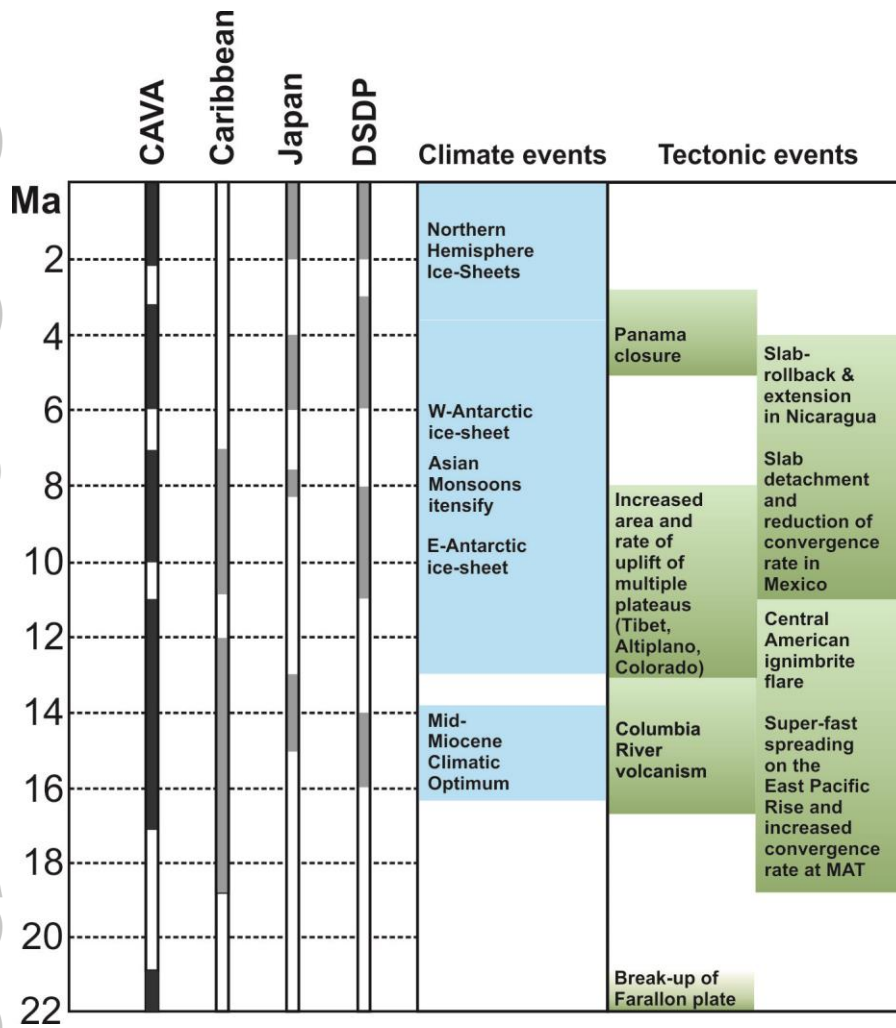 CAVA
Caribbean
Japan
DSDP
Climate events
Tectonic events
Ma
2
4
6
8
10
12
14
16
18
20
22
Northern
Hemisphere
Ice-Sheets
W-Antarctic
ice-sheet
Asian
Monsoons
itensify
E-Antarctic
ice-sheet
Mid-
Miocene
Climatic
Optimum
Panama
closure
Increased
area and
rate of
uplift of
multiple
plateaus
(Tibet,
Altiplano,
Colorado)
Columbia
River
volcanism
Break-up of
Farallon plate
Slab-
rollback &
extension
in Nicaragua
Slab
detachment
and
reduction of
convergence
rate in
Mexico
Central
American
ignimbrite
flare
Super-fast
spreading
on the
East Pacific
Rise and
increased
convergence
rate at MAT